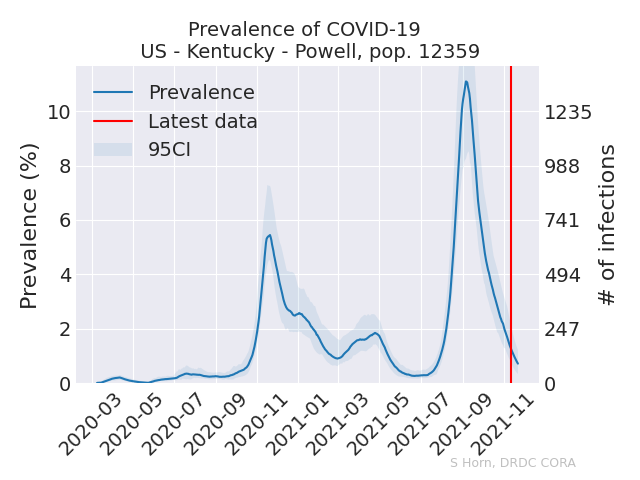 Prevalence of COVID-19
US - Kentucky - Powell, pop. 12359
Prevalence
Latest data
95CI
Prevalence (%)
10
8
6
4
2
0
1235
988
741
494
247
0
# of infections
2020-03
2020-05
2020-07
2020-09
2020-11
2021-01
2021-03
2021-05
2021-07
2021-09
2021-11
S Horn, DRDC CORA